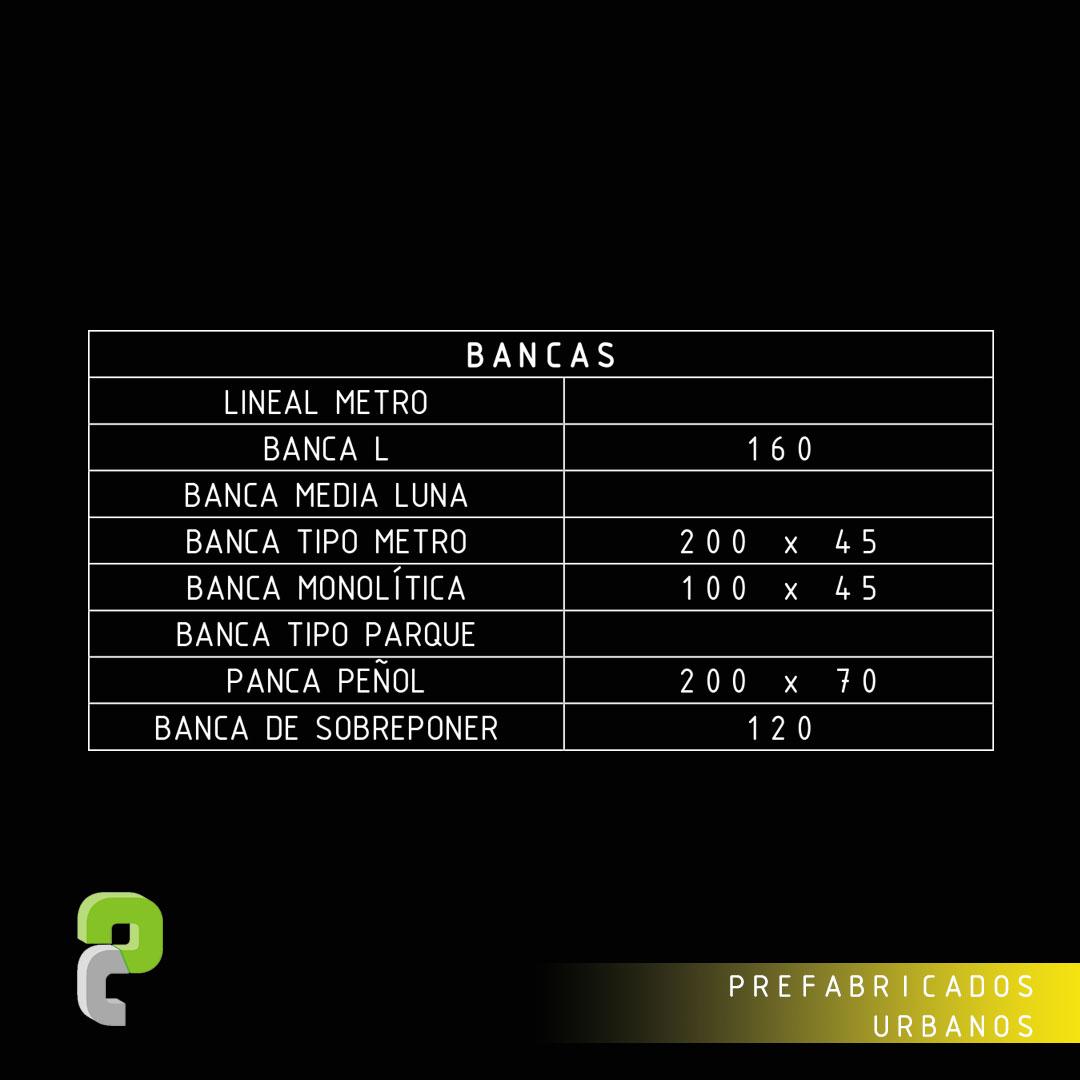 BANCAS
LINEAL METRO
BANCA L 160
BANCA MEDIA LUNA
BANCA TIPO METRO 200 x 45
BANCA MONOLÍTICA 100 x 45
BANCA TIPO PARQUE
PANCA PEÑOL 200 x 70
BANCA DE SOBREPONER 120
PREFABRICADOS
URBANOS